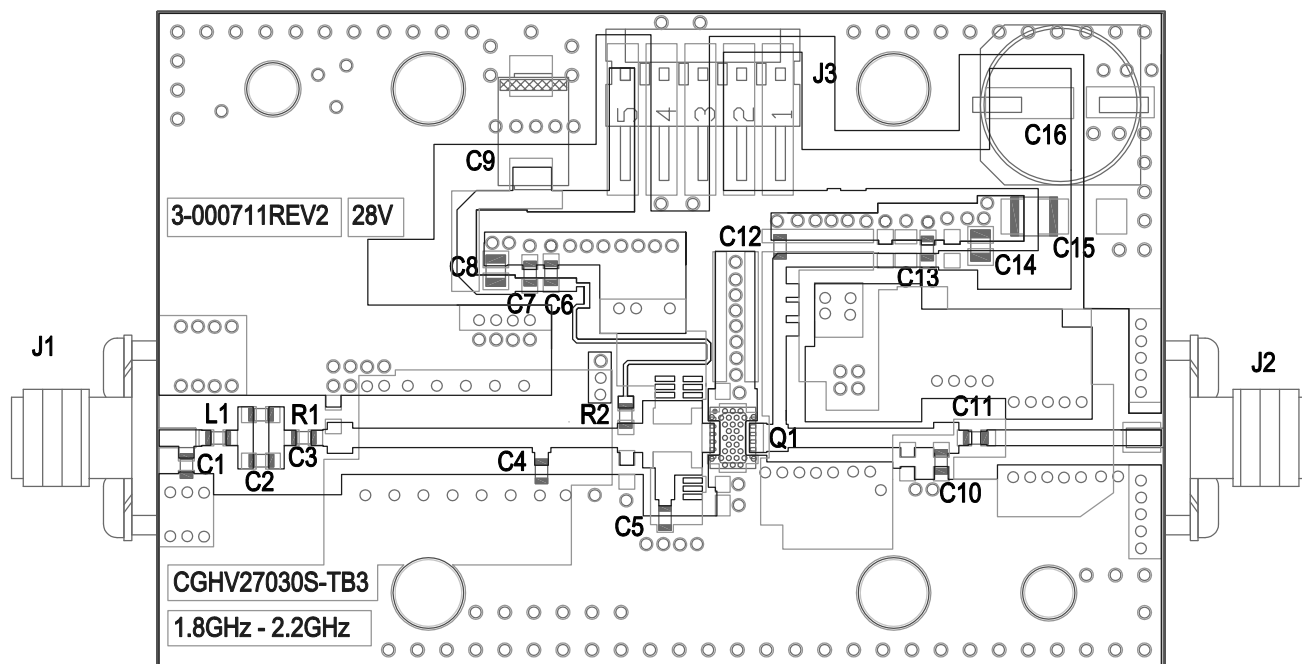 J3
5 4 3 2 1
C16
C9
3-000711REV2 28V
C12
C15
C8
C13
C14
C7 C6
J1
J2
L1 R1
R2
C11
Q1
C1
C2
C3
C4
C10
C5
CGHV27030S-TB3
1.8GHz - 2.2GHz